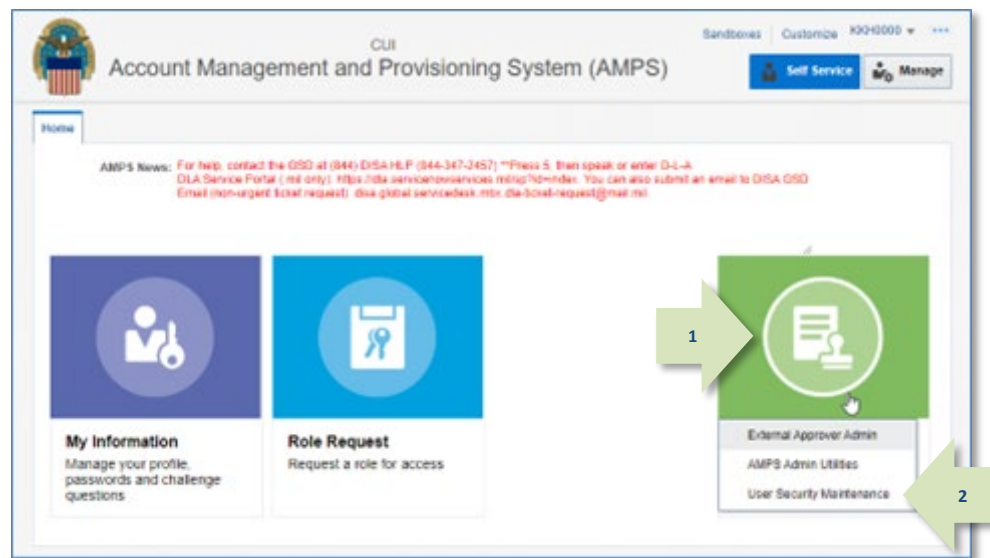 CUI
Account Management and Provisioning System (AMPS)
Sandboxes Customize
Self Service Manage
Home
AMPS News: For help, contact the GSD at (844) DISA HLP (844-347-2457) **Press 5, then speak or enter D-L-A.
DLA Service Portal (.mil only): You can also submit an email to DISA GSD
Email (non-urgent ticket request):
1
My Information
Manage your profile,
passwords and challenge
questions
Role Request
Request a role for access
External Approver Admin
AMPS Admin Utilities
User Security Maintenance
2